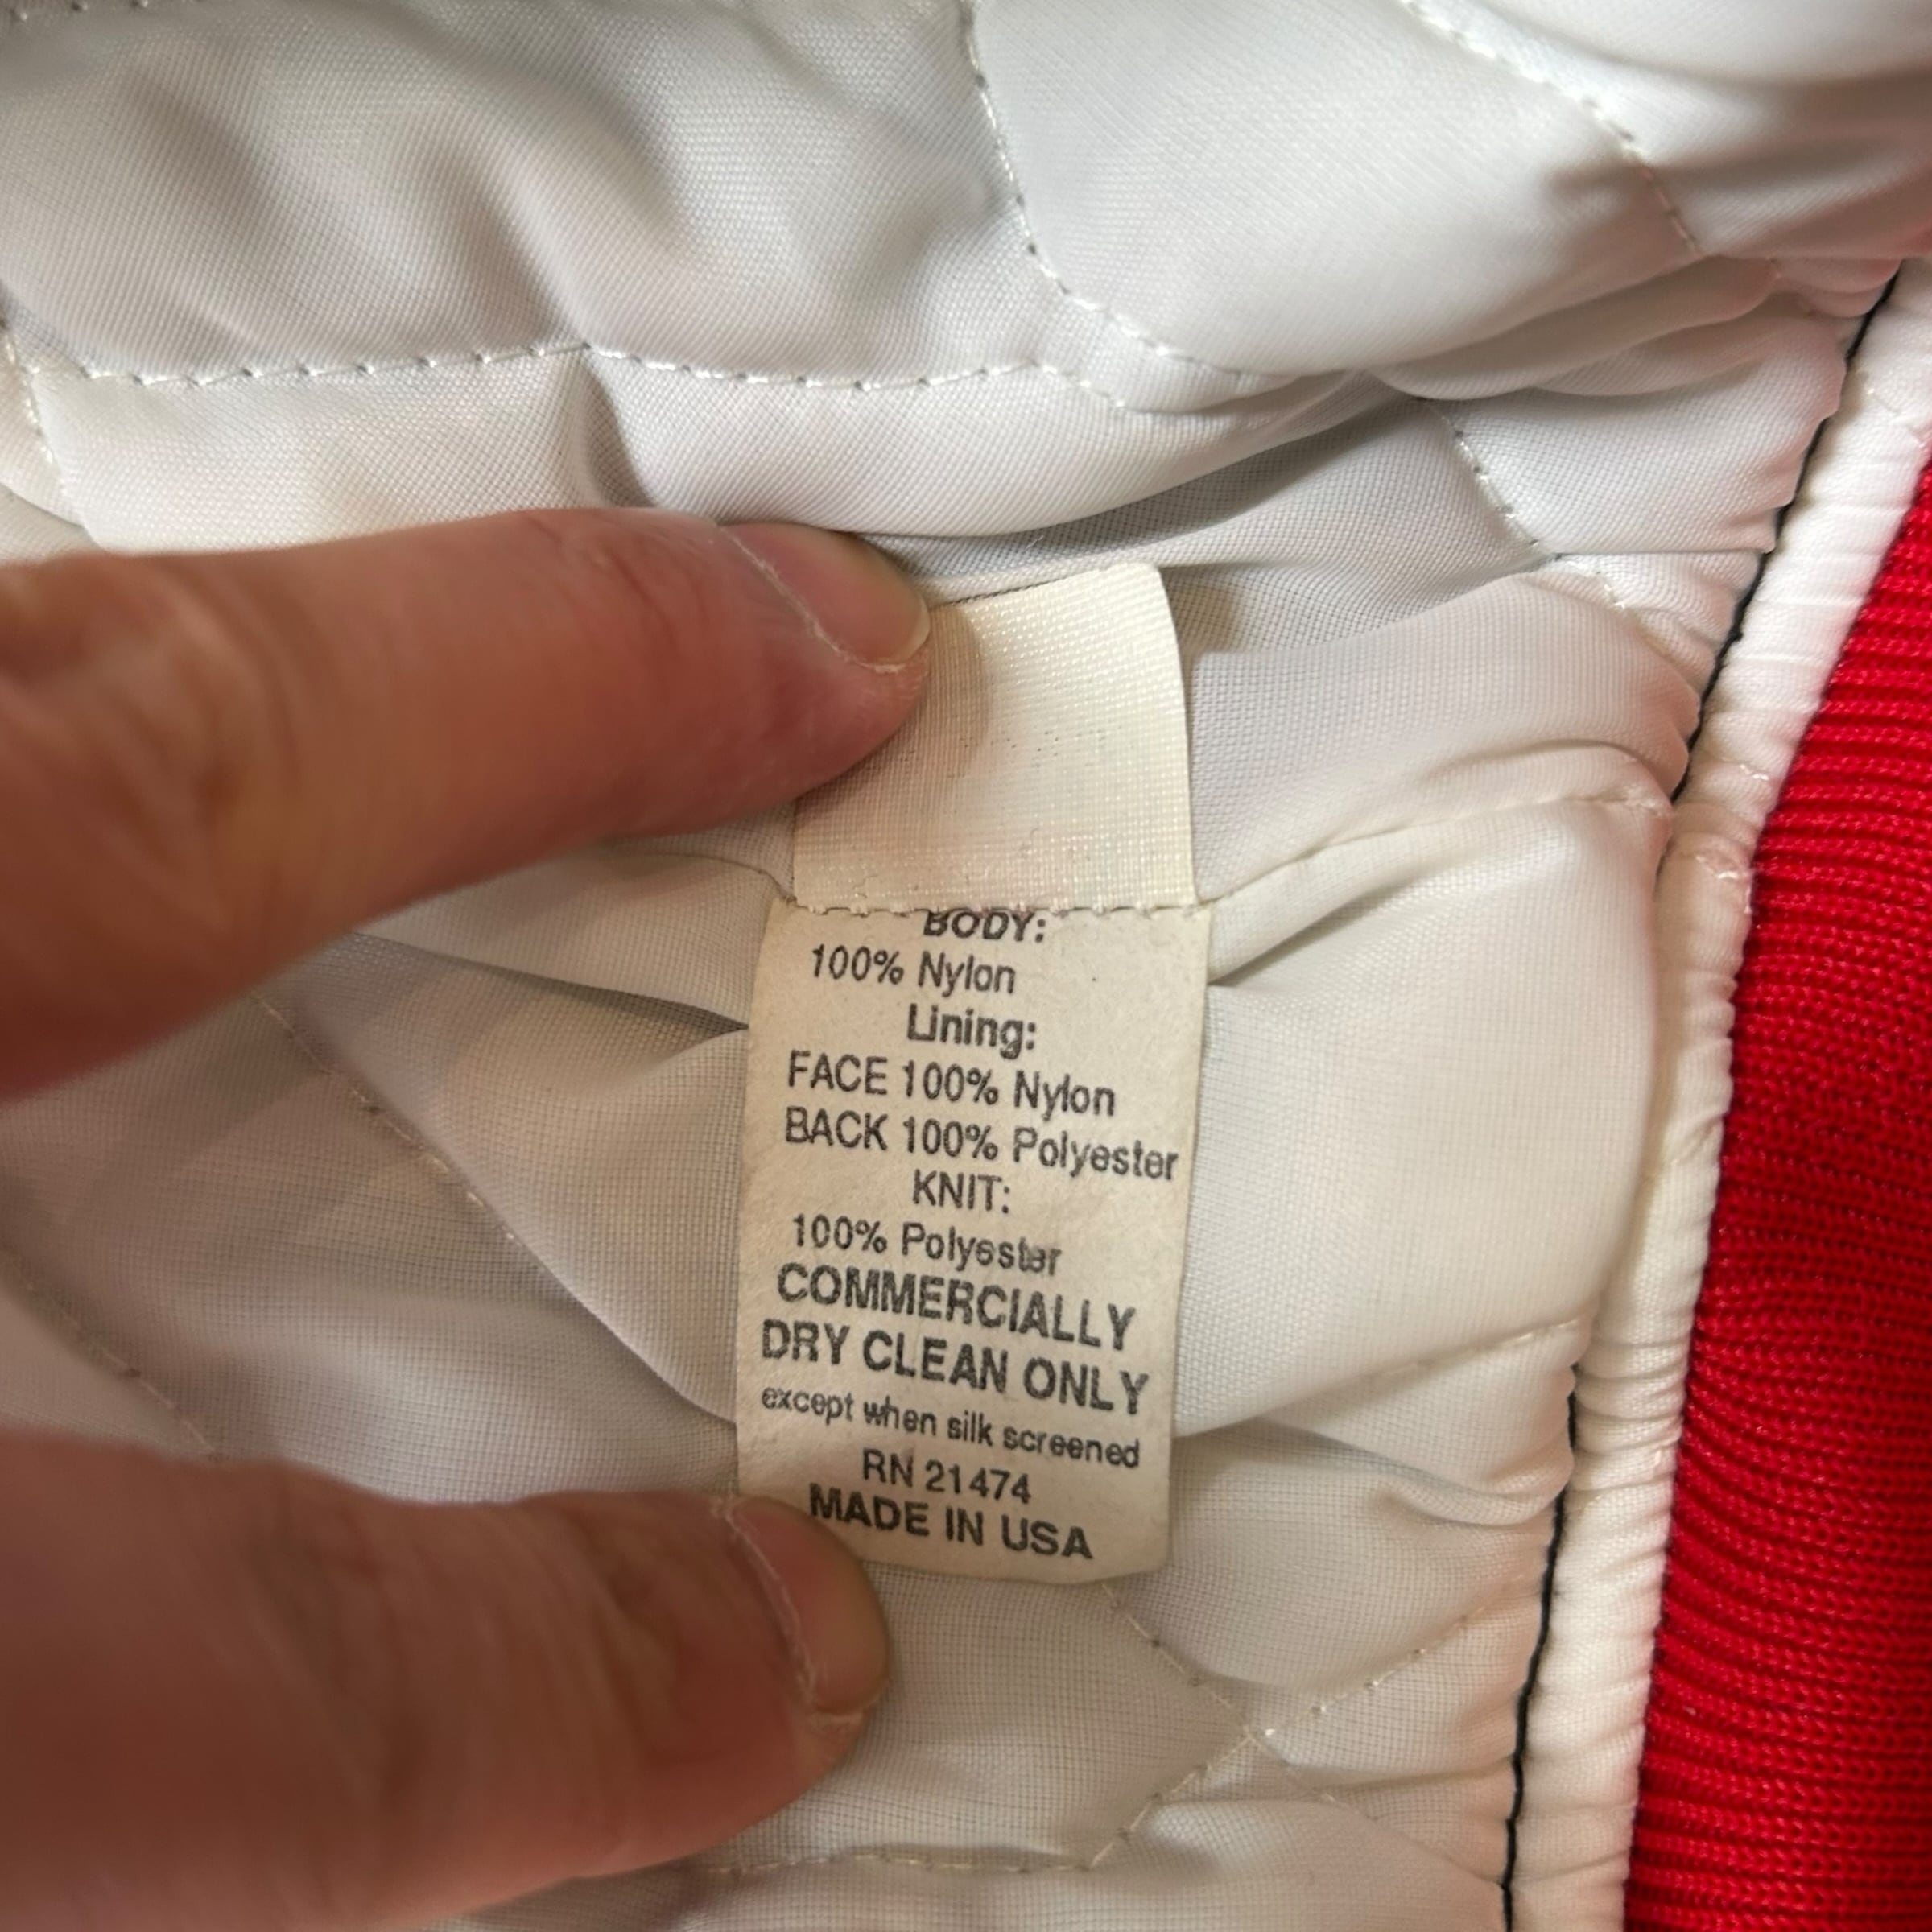 BODY:
100% Nylon
Lining:
FACE 100% Nylon
BACK 100% Polyester
KNIT:
100% Polyester
COMMERCIALLY
DRY CLEAN ONLY
except when silk screened
RN 21474
MADE IN USA